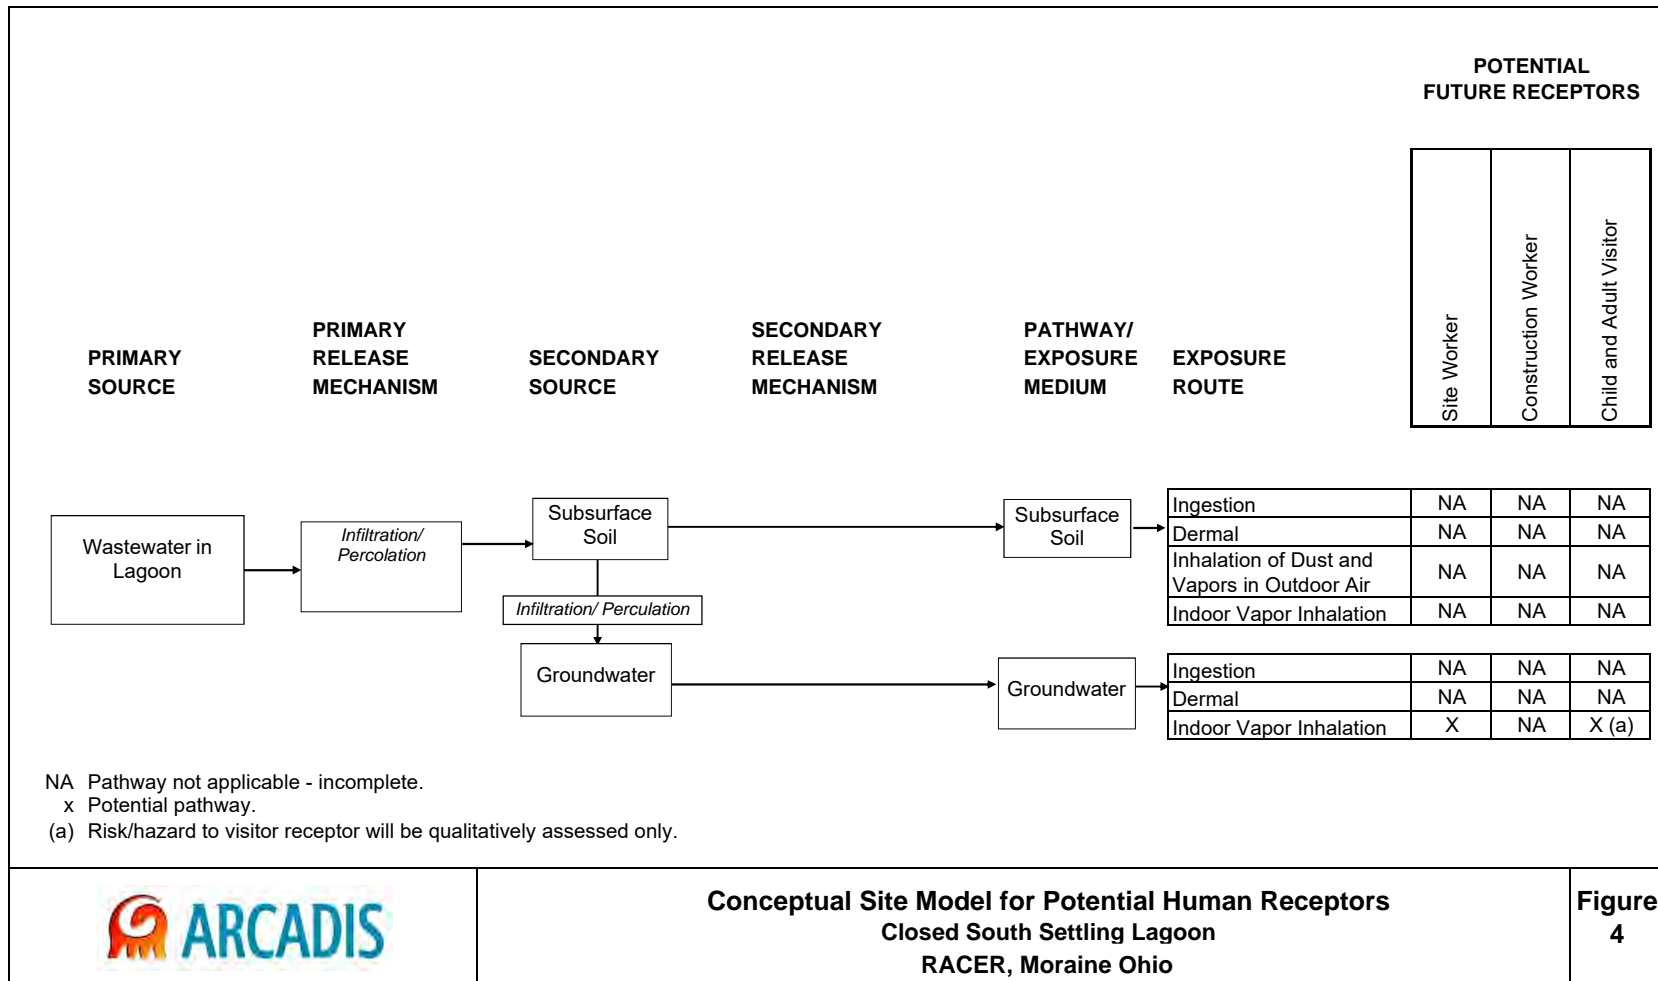 POTENTIAL
FUTURE RECEPTORS
Site Worker
Construction Worker
Child and Adult Visitor
PRIMARY
SOURCE
PRIMARY
RELEASE
MECHANISM
SECONDARY
SOURCE
SECONDARY
RELEASE
MECHANISM
PATHWAY/
EXPOSURE
MEDIUM
EXPOSURE
ROUTE
Wastewater in
Lagoon
Infiltration/
Percolation
Subsurface
Soil
Infiltration/ Perculation
Groundwater
Subsurface
Soil
Ingestion NA NA NA
Dermal NA NA NA
Inhalation of Dust and
Vapors in Outdoor Air NA NA NA
Indoor Vapor Inhalation NA NA NA
Groundwater
Ingestion NA NA NA
Dermal NA NA NA
Indoor Vapor Inhalation X NA X (a)
NA Pathway not applicable - incomplete.
x Potential pathway.
(a) Risk/hazard to visitor receptor will be qualitatively assessed only.
ARCADIS
Conceptual Site Model for Potential Human Receptors
Closed South Settling Lagoon
RACER, Moraine Ohio
Figure
4